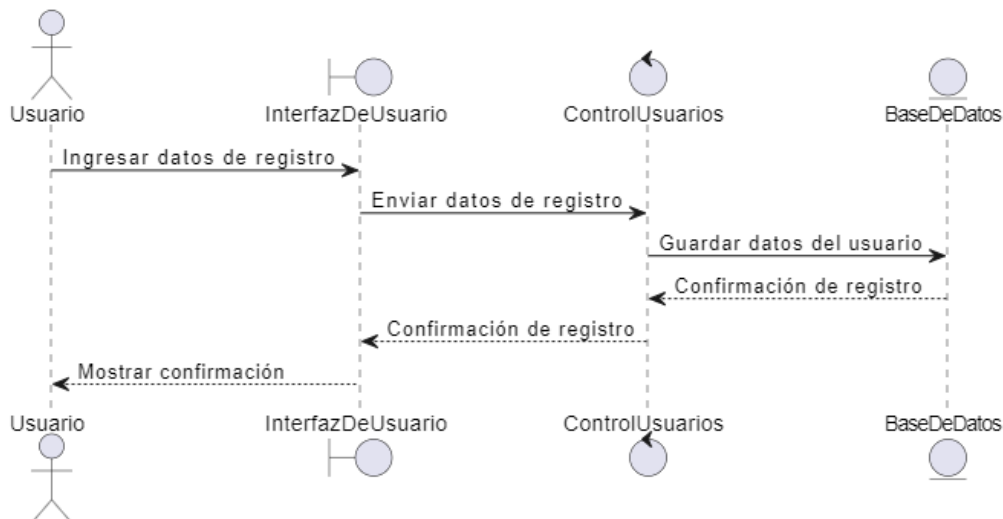 Usuario
InterfazDeUsuario
ControlUsuarios
BaseDeDatos
Ingresar datos de registro
Enviar datos de registro
Guardar datos del usuario
Confirmación de registro
Confirmación de registro
Mostrar confirmación
Usuario
InterfazDeUsuario
ControlUsuarios
BaseDeDatos